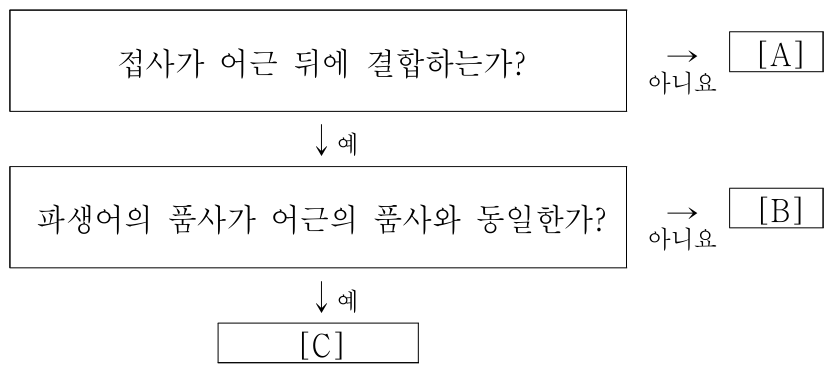 접사가 어근 뒤에 결합하는가?
→
아니요
[A]
↓ 예
파생어의 품사가 어근의 품사와 동일한가?
→
아니요
[B]
↓ 예
[C]